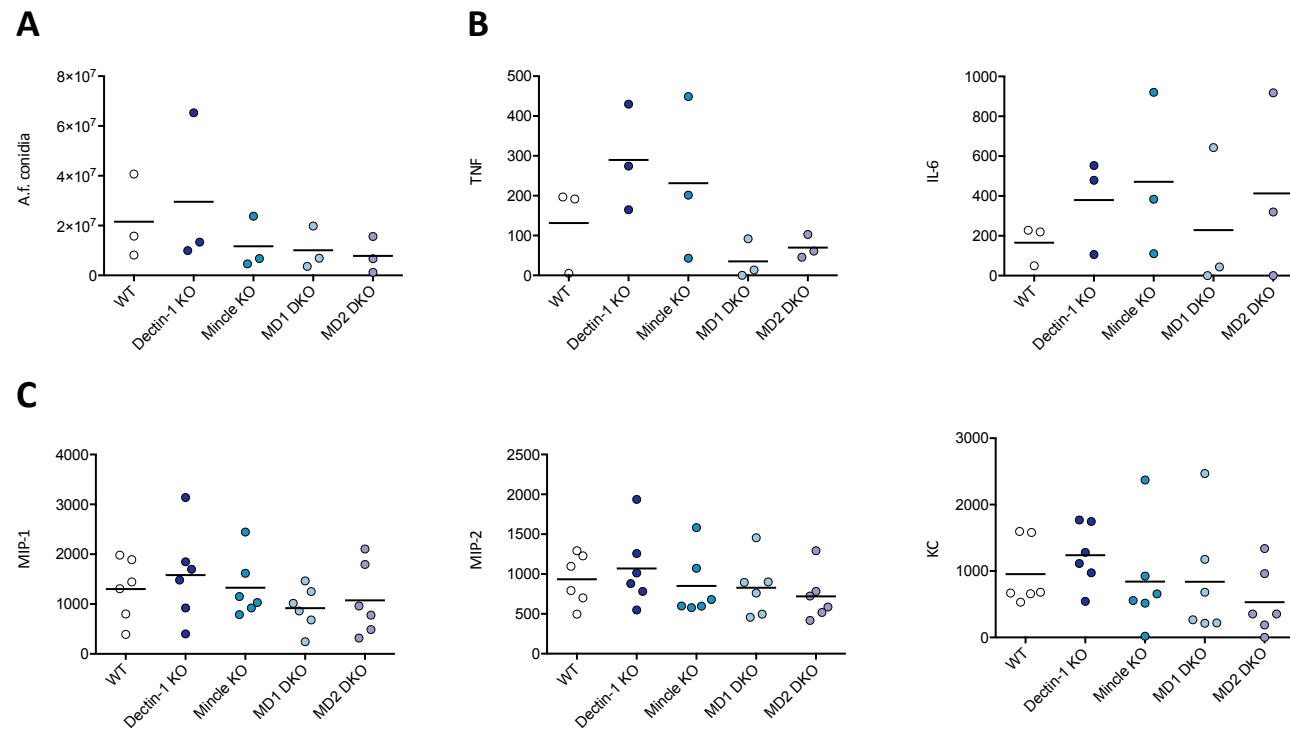 A
A.f. conidia
8×10⁷
6×10⁷
4×10⁷
2×10⁷
0
WT
Dectin-1 KO
Mincle KO
MD1 DKO
MD2 DKO
B
TNF
500
400
300
200
100
0
WT
Dectin-1 KO
Mincle KO
MD1 DKO
MD2 DKO
IL-6
1000
800
600
400
200
0
WT
Dectin-1 KO
Mincle KO
MD1 DKO
MD2 DKO
C
MIP-1
4000
3000
2000
1000
0
WT
Dectin-1 KO
Mincle KO
MD1 DKO
MD2 DKO
MIP-2
2500
2000
1500
1000
500
0
WT
Dectin-1 KO
Mincle KO
MD1 DKO
MD2 DKO
KC
3000
2000
1000
0
WT
Dectin-1 KO
Mincle KO
MD1 DKO
MD2 DKO